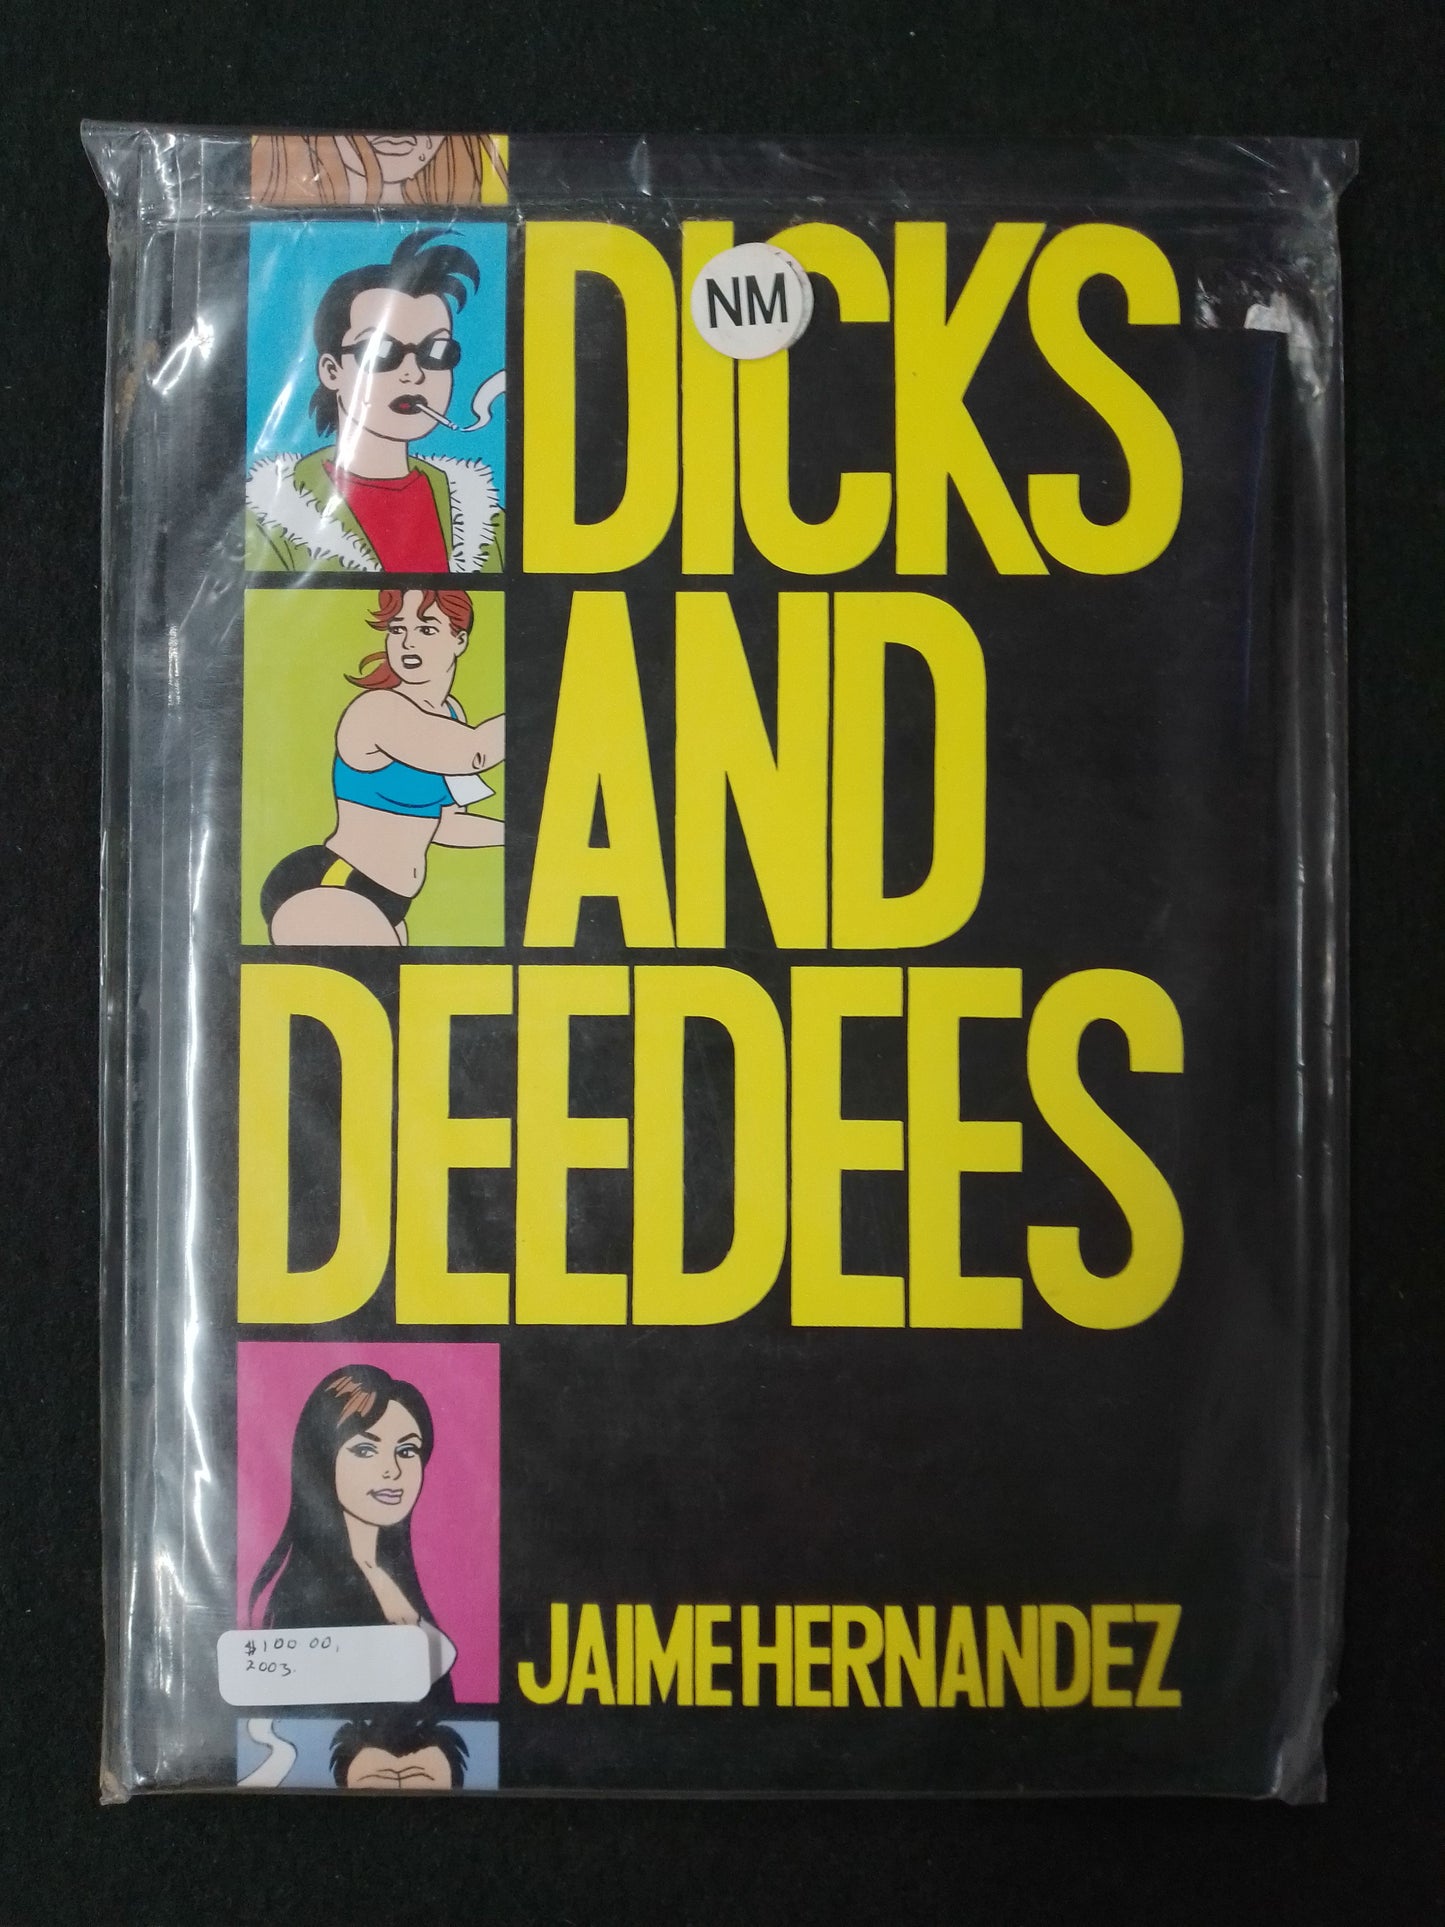 DICKS
NM
AND
DEEDEES
JAIME HERNANDEZ
$100 00.
2003.